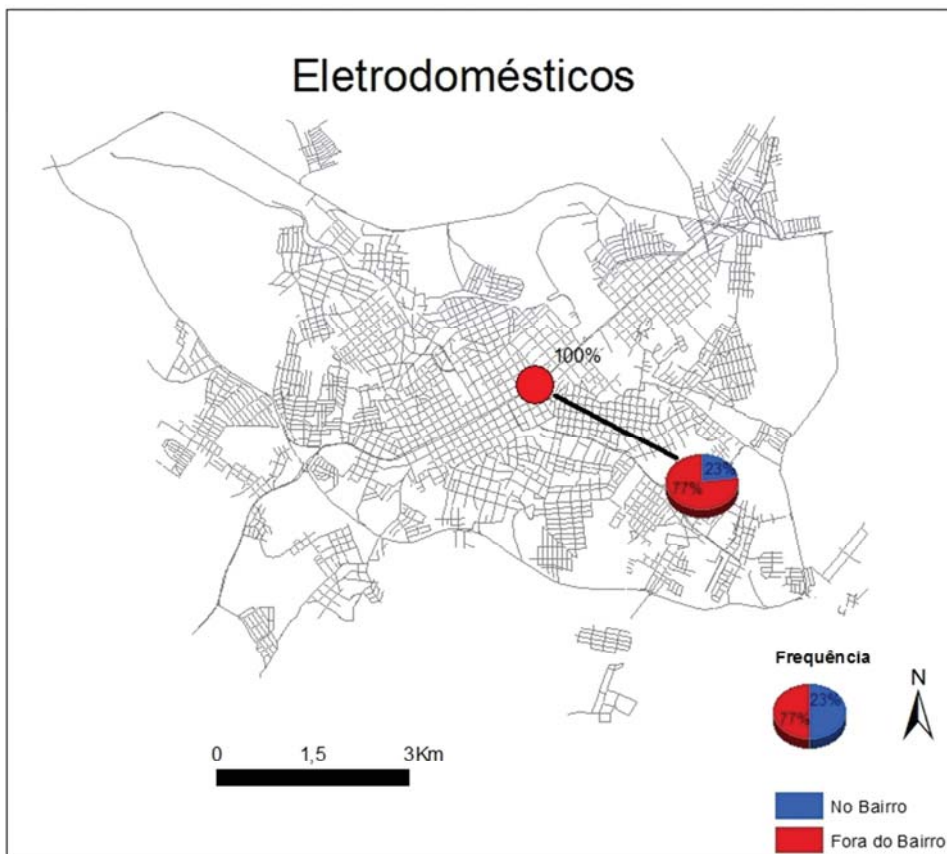 Eletrodomésticos
100%
23%
77%
Frequência
23%
77%
N
0 1,5 3Km
No Bairro
Fora do Bairro